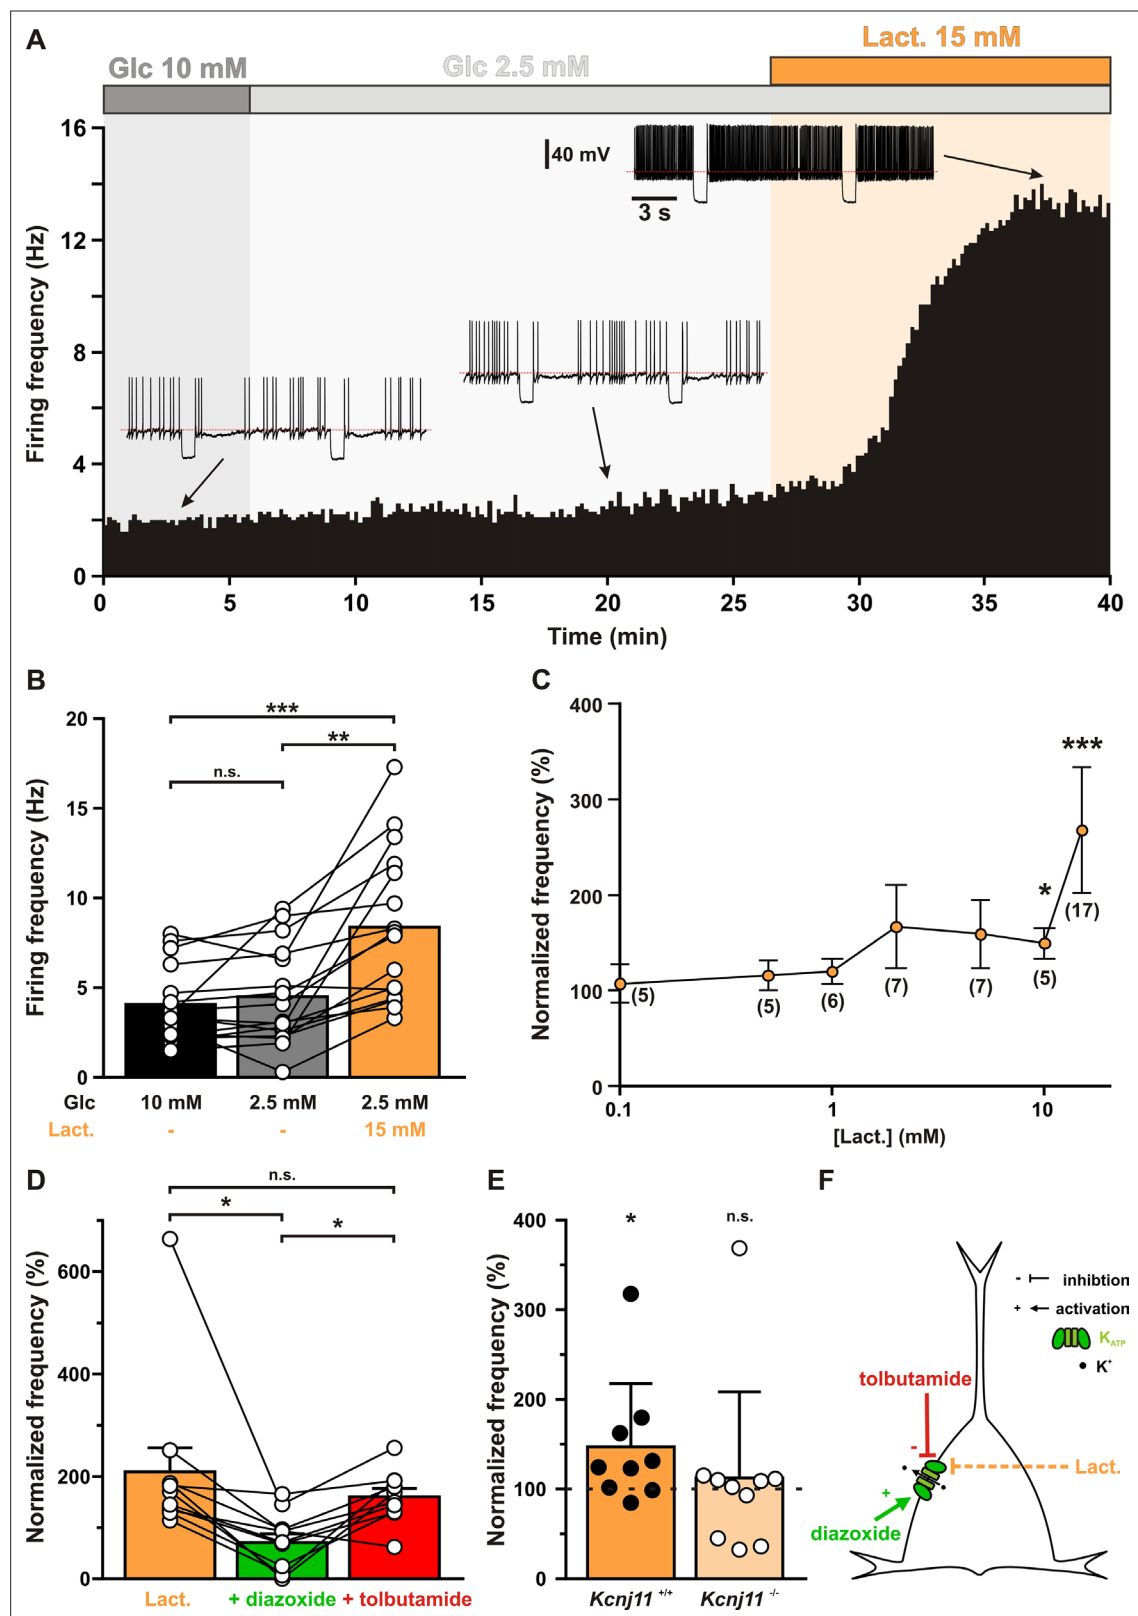 A
Lact. 15 mM
Glc 10 mM
Glc 2.5 mM
16
12
8
4
0
Firing frequency (Hz)
40 mV
3 s
0 5 10 15 20 25 30 35 40
Time (min)
B
20
15
10
5
0
Firing frequency (Hz)
***
**
n.s.
Glc 10 mM 2.5 mM 2.5 mM
Lact. - - 15 mM
C
400
300
200
100
0
Normalized frequency (%)
***
*
(17)
(5)
(5)
(6)
(7)
(7)
(5)
0.1 1 10
[Lact.] (mM)
D
n.s.
*
*
600
400
200
0
Normalized frequency (%)
Lact. + diazoxide + tolbutamide
E
400
300
200
150
100
50
0
Normalized frequency (%)
*
n.s.
Kcnj11 +/+ Kcnj11 -/-
F
- inhibtion
+ activation
KATP
K+
tolbutamide
-
Lact.
+
diazoxide